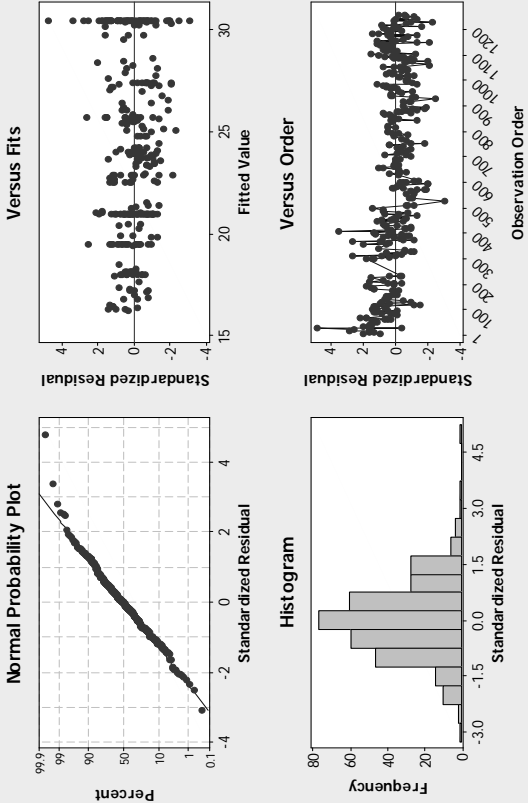 Normal Probability Plot
Percent
99.9
99
90
50
10
1
0.1
-4 -2 0 2 4
Standardized Residual
Versus Fits
Standardized Residual
4
2
0
-2
-4
15 20 25 30
Fitted Value
Histogram
Frequency
80
60
40
20
0
-3.0 -1.5 0.0 1.5 3.0 4.5
Standardized Residual
Versus Order
Standardized Residual
4
2
0
-2
-4
1 100 200 300 400 500 600 700 800 900 1000 1100 1200
Observation Order